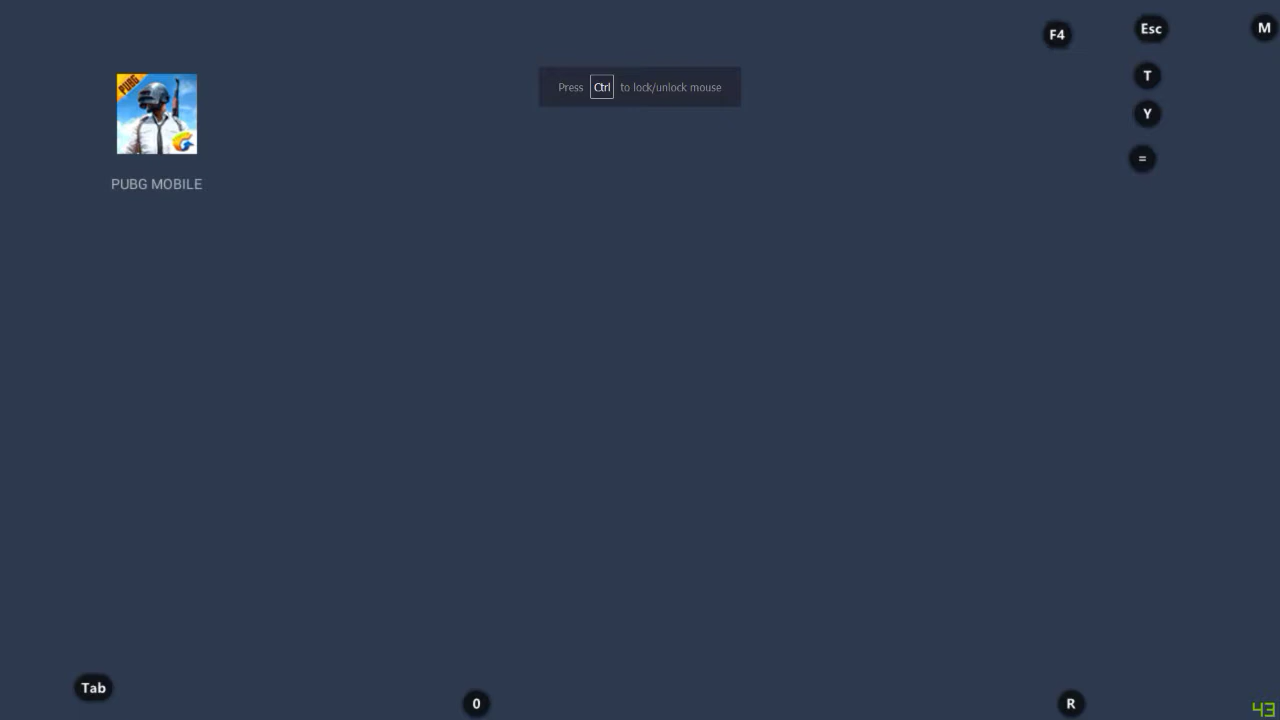 F4
Esc
M
T
Y
=
PUBG
Press Ctrl to lock/unlock mouse
PUBG MOBILE
Tab
0
R
43